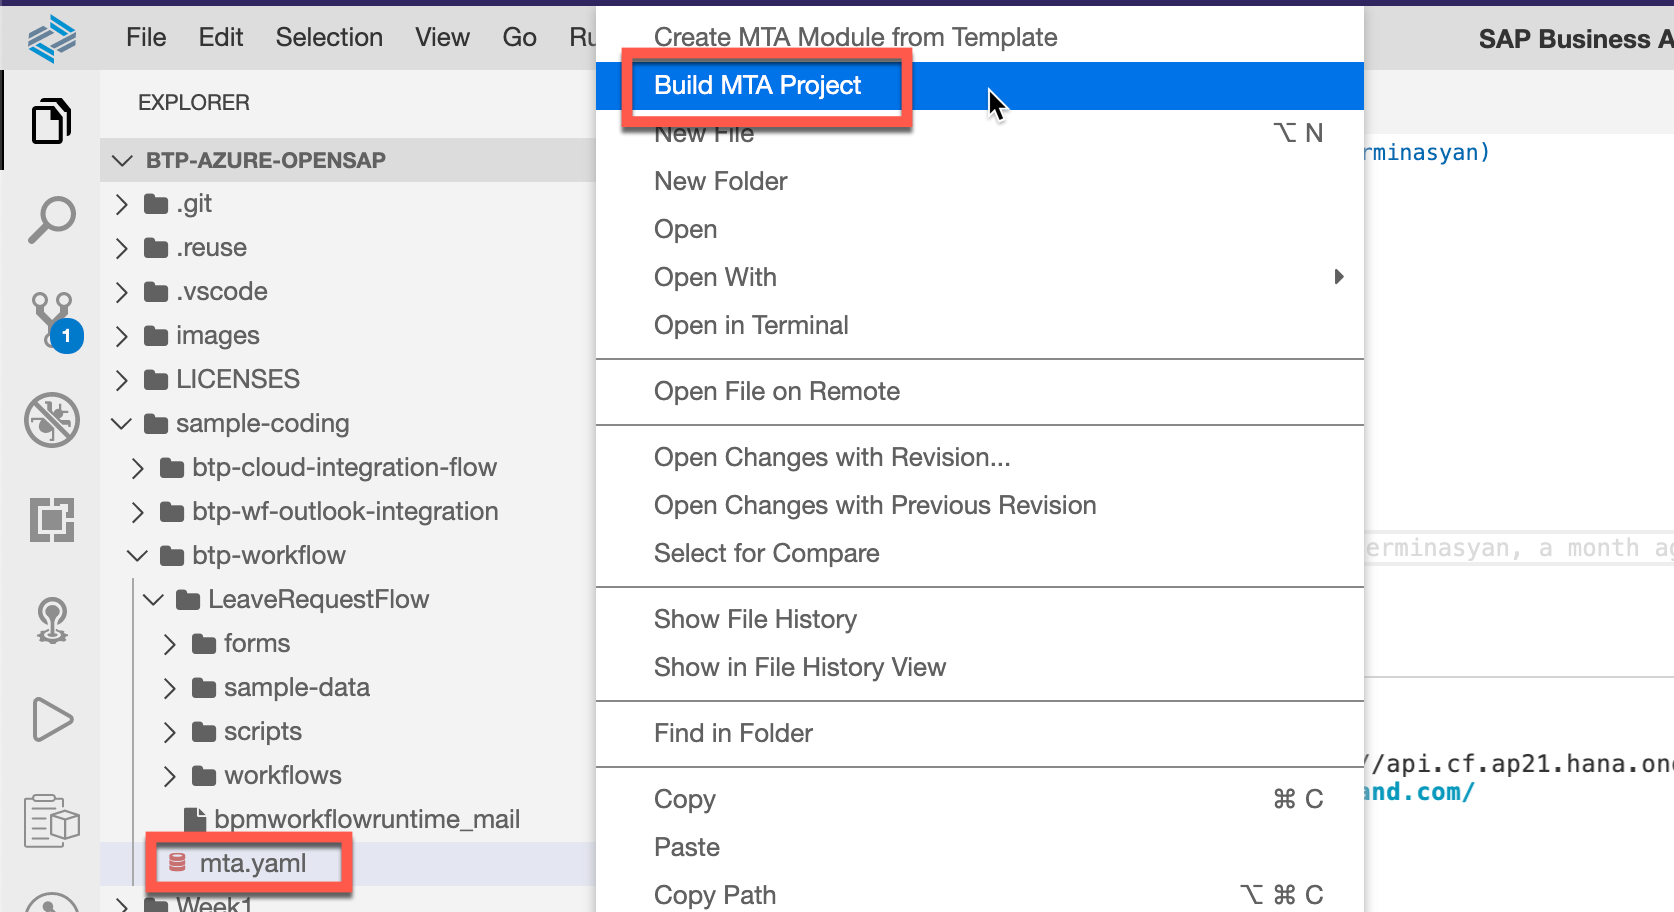 File Edit Selection View Go Ru
SAP Business A
EXPLORER
BTP-AZURE-OPENSAP
.git
.reuse
.vscode
images
LICENSES
sample-coding
btp-cloud-integration-flow
btp-wf-outlook-integration
btp-workflow
LeaveRequestFlow
forms
sample-data
scripts
workflows
bpmworkflowruntime_mail
mta.yaml
Week1
1
Create MTA Module from Template
Build MTA Project
New File ⌥ N
New Folder
Open
Open With
Open in Terminal
Open File on Remote
Open Changes with Revision...
Open Changes with Previous Revision
Select for Compare
Show File History
Show in File History View
Find in Folder
Copy ⌘ C
Paste
Copy Path ⌥ ⌘ C
rminasyan)
erminasyan, a month ag
//api.cf.ap21.hana.on
and.com/